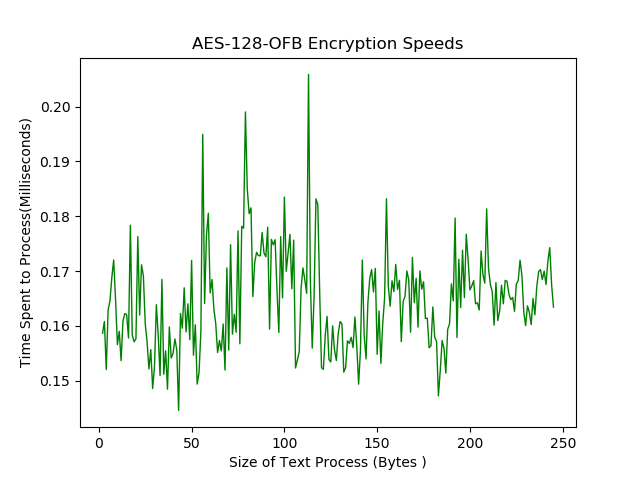 AES-128-OFB Encryption Speeds
Time Spent to Process(Milliseconds)
0.20
0.19
0.18
0.17
0.16
0.15
0 50 100 150 200 250
Size of Text Process (Bytes )